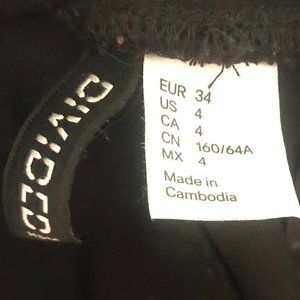 DIVIDED
EUR 34
US 4
CA 4
CN 160/64A
MX 4
Made in
Cambodia